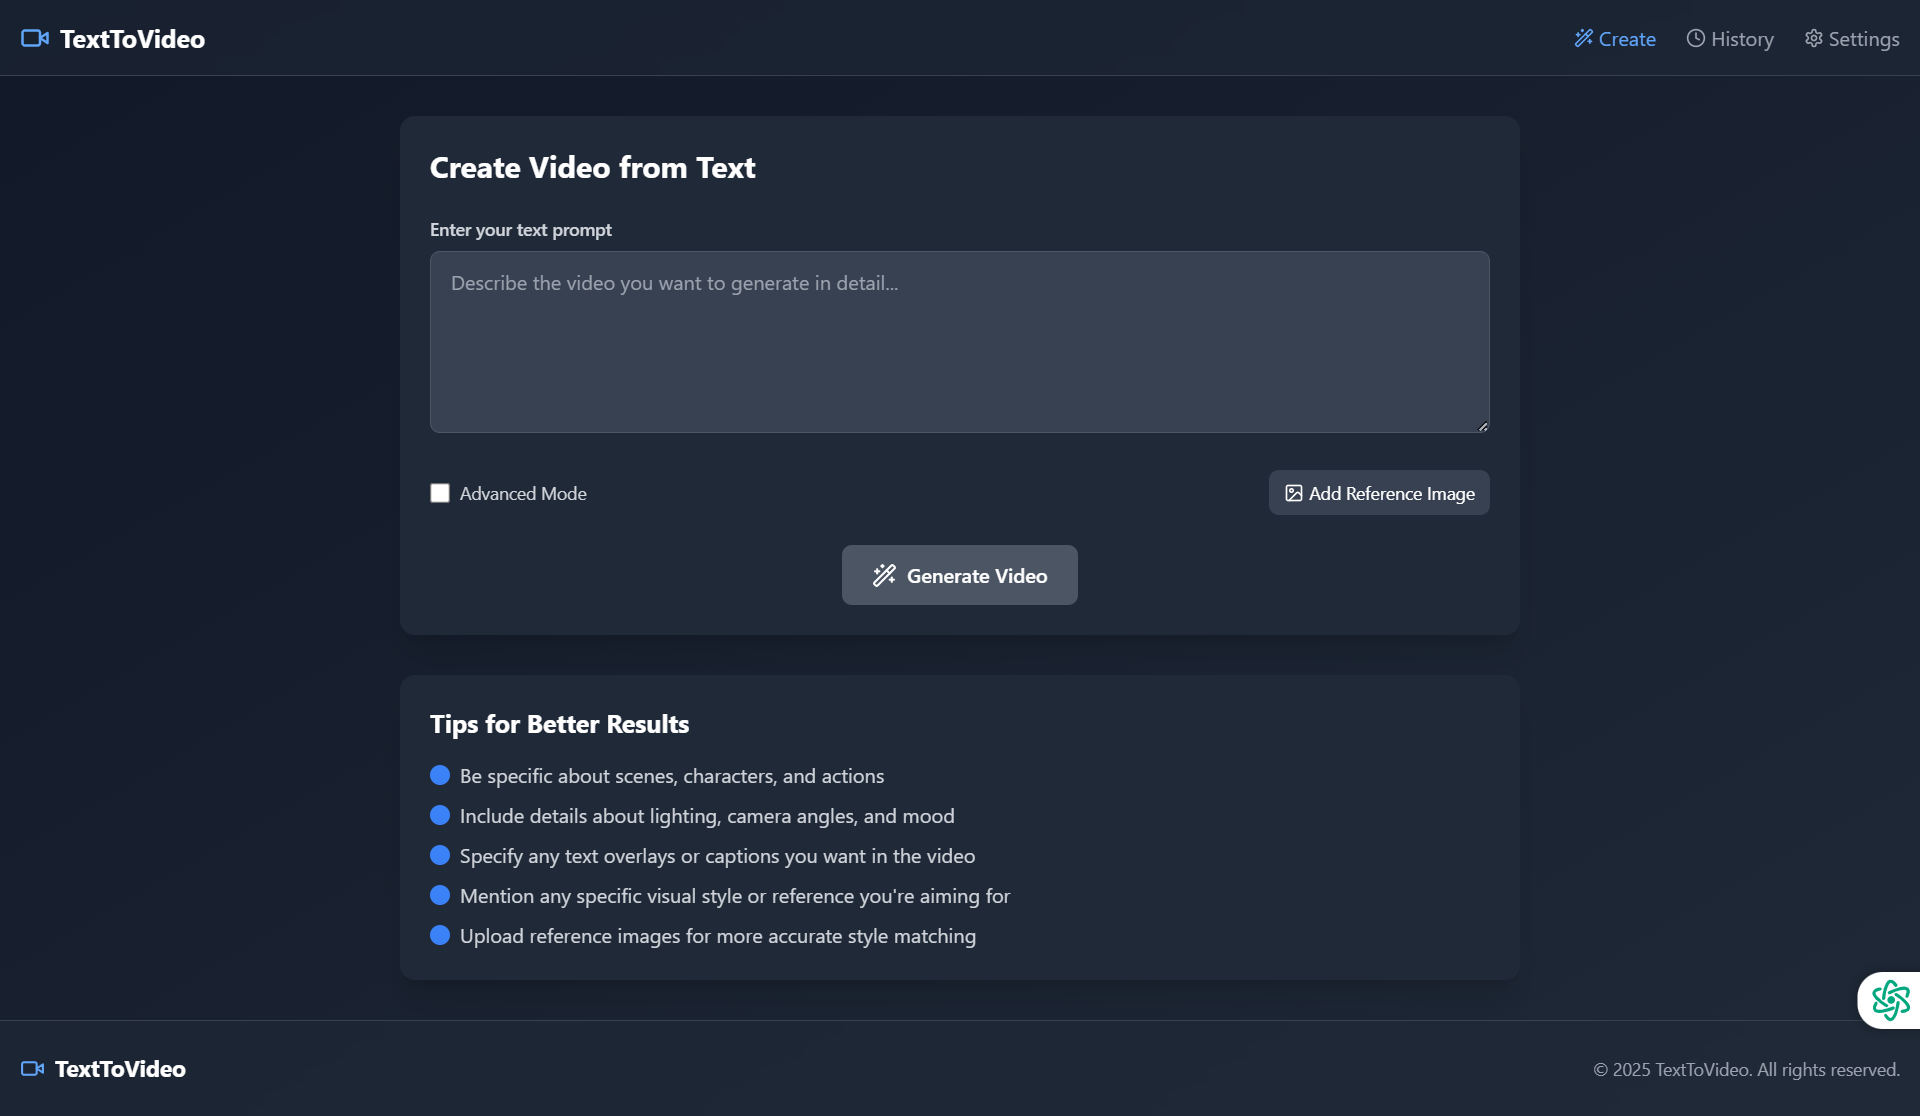 TextToVideo
Create
History
Settings
Create Video from Text
Enter your text prompt
Describe the video you want to generate in detail...
Advanced Mode
Add Reference Image
Generate Video
Tips for Better Results
Be specific about scenes, characters, and actions
Include details about lighting, camera angles, and mood
Specify any text overlays or captions you want in the video
Mention any specific visual style or reference you're aiming for
Upload reference images for more accurate style matching
TextToVideo
© 2025 TextToVideo. All rights reserved.